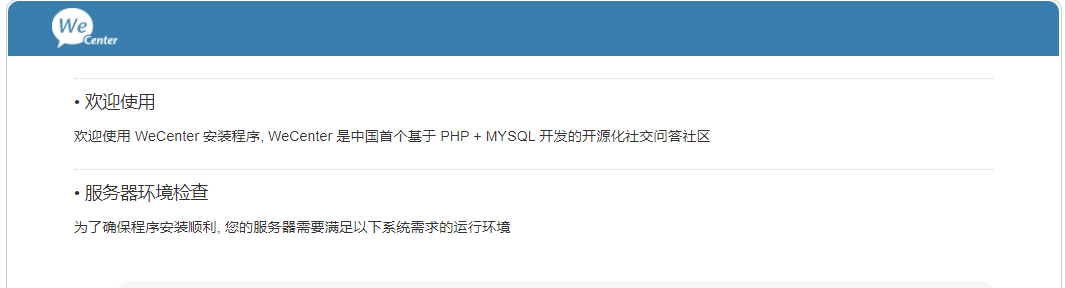 We
Center
• 欢迎使用
欢迎使用 WeCenter 安装程序, WeCenter 是中国首个基于 PHP + MYSQL 开发的开源化社交问答社区
• 服务器环境检查
为了确保程序安装顺利, 您的服务器需要满足以下系统需求的运行环境